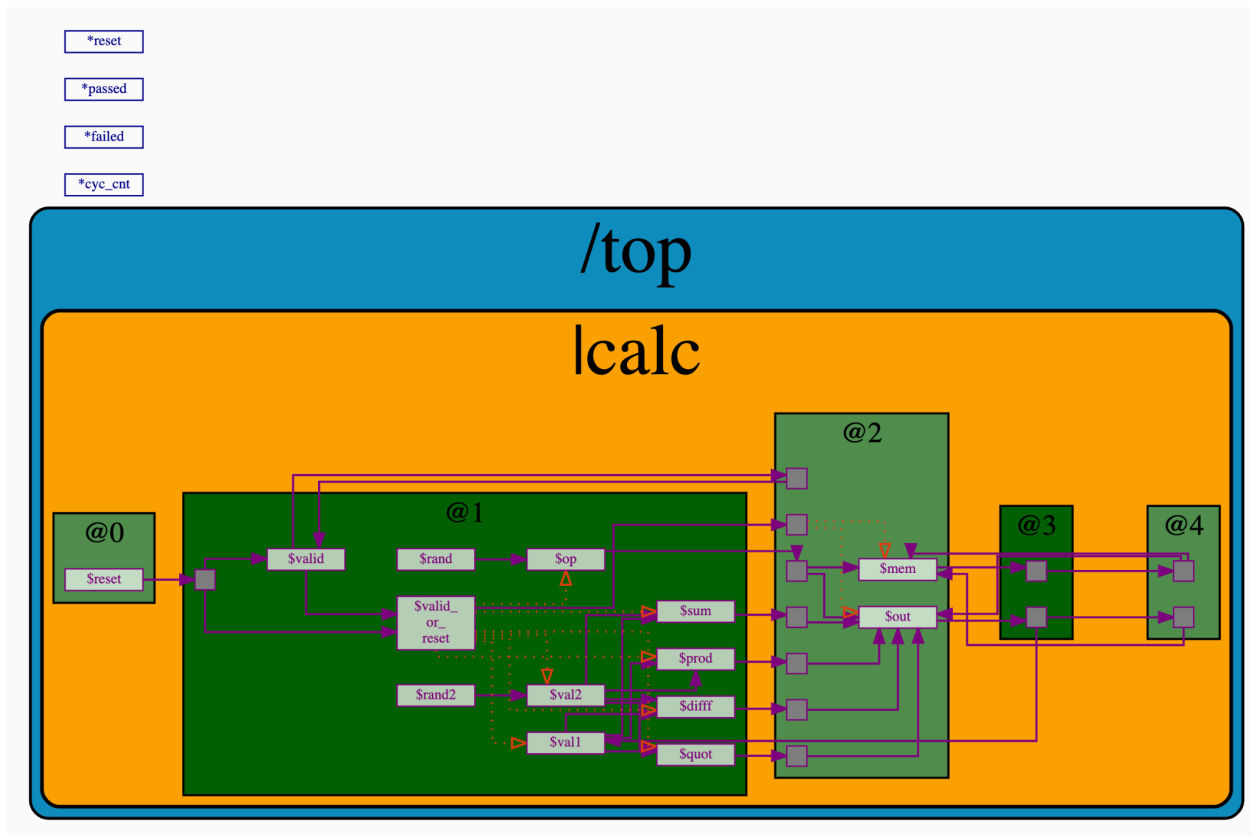 *reset
*passed
*failed
*cyc_cnt
/top
|calc
@0
@1
@2
@3
@4
$reset
$valid
$rand
$op
$valid_
or_
reset
$sum
$prod
$rand2
$val2
$difff
$val1
$quot
$mem
$out